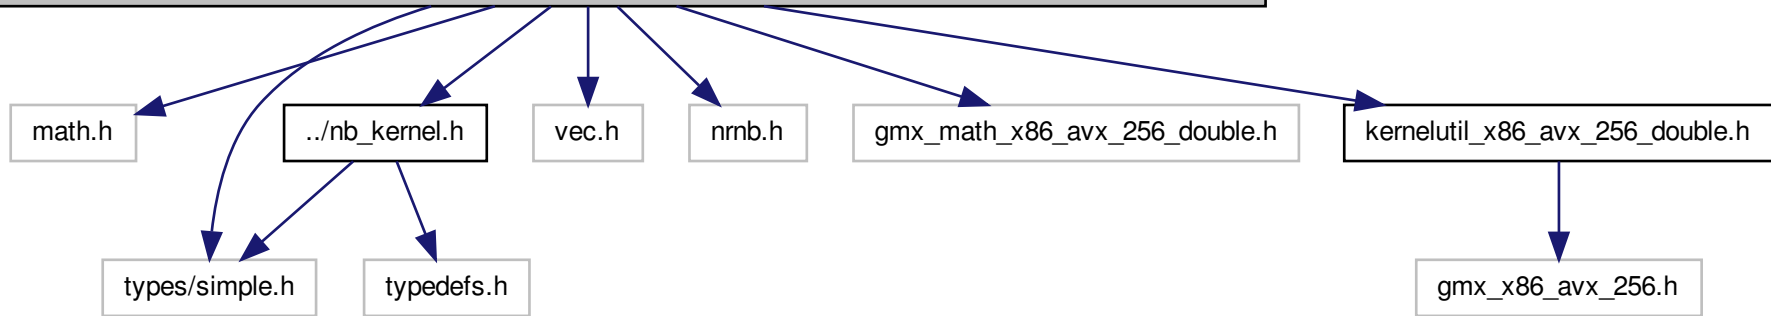 math.h
../nb_kernel.h
vec.h
nrnb.h
gmx_math_x86_avx_256_double.h
kernelutil_x86_avx_256_double.h
types/simple.h
typedefs.h
gmx_x86_avx_256.h